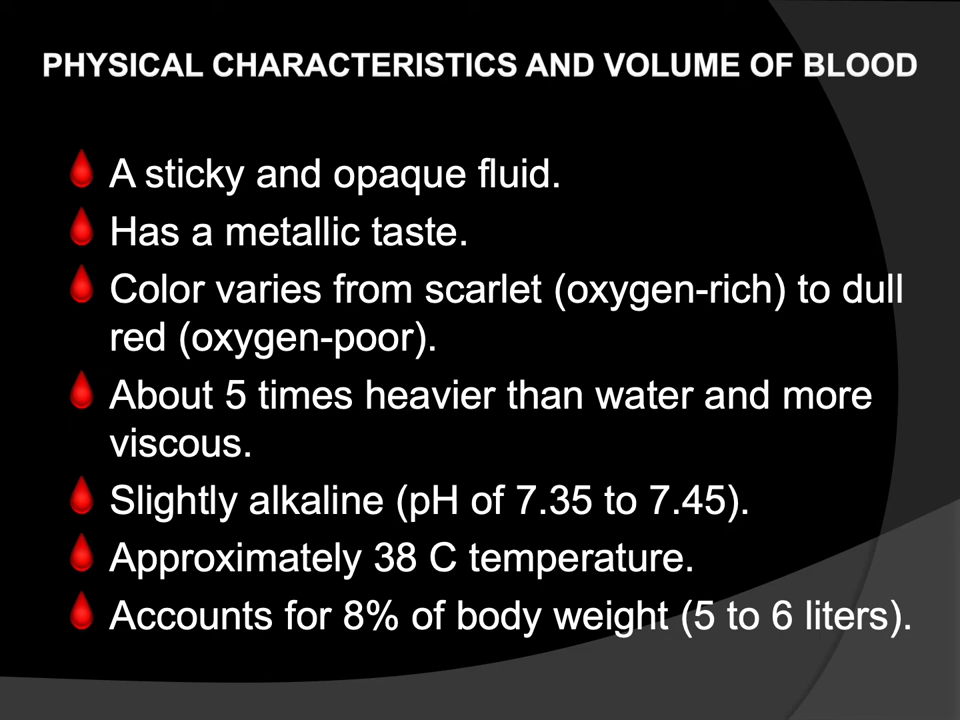 PHYSICAL CHARACTERISTICS AND VOLUME OF BLOOD
A sticky and opaque fluid.
Has a metallic taste.
Color varies from scarlet (oxygen-rich) to dull
red (oxygen-poor).
About 5 times heavier than water and more
viscous.
Slightly alkaline (pH of 7.35 to 7.45).
Approximately 38 C temperature.
Accounts for 8% of body weight (5 to 6 liters).